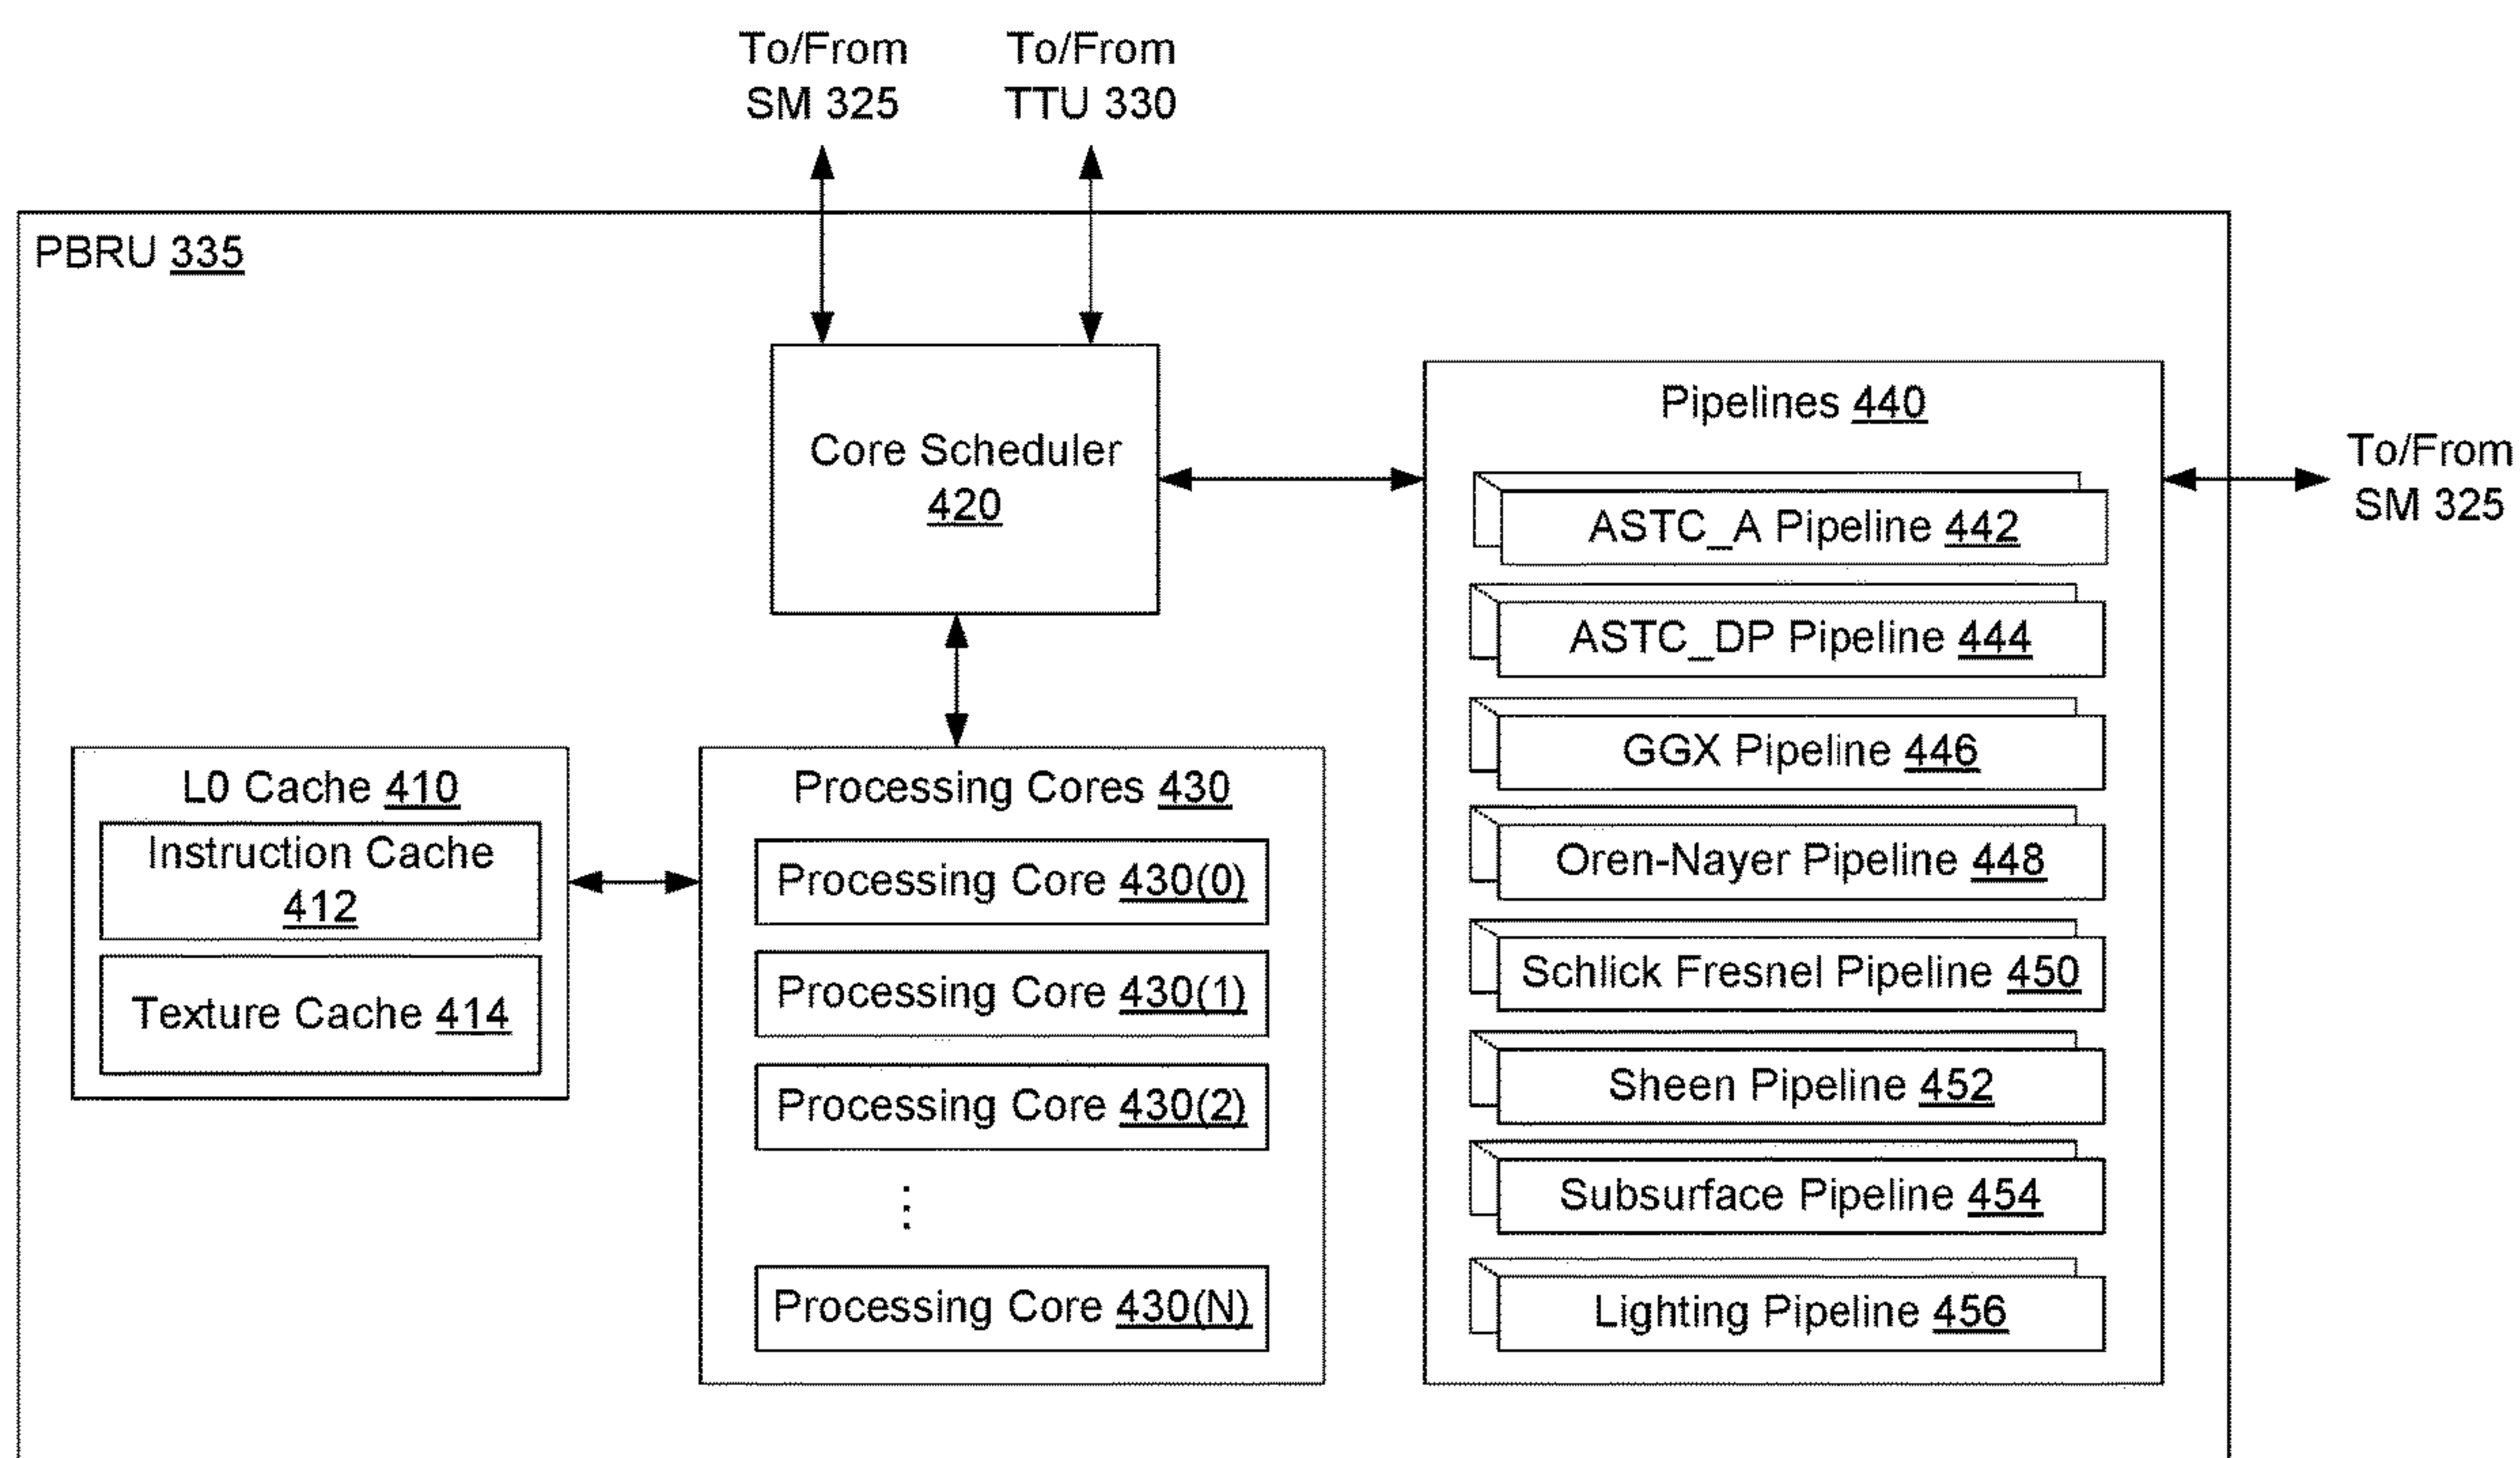 To/From
SM 325
To/From
TTU 330
PBRU 335
Core Scheduler
420
Pipelines 440
To/From
SM 325
ASTC_A Pipeline 442
ASTC_DP Pipeline 444
GGX Pipeline 446
Oren-Nayer Pipeline 448
Schlick Fresnel Pipeline 450
Sheen Pipeline 452
Subsurface Pipeline 454
Lighting Pipeline 456
L0 Cache 410
Instruction Cache
412
Texture Cache 414
Processing Cores 430
Processing Core 430(0)
Processing Core 430(1)
Processing Core 430(2)
⋮
Processing Core 430(N)